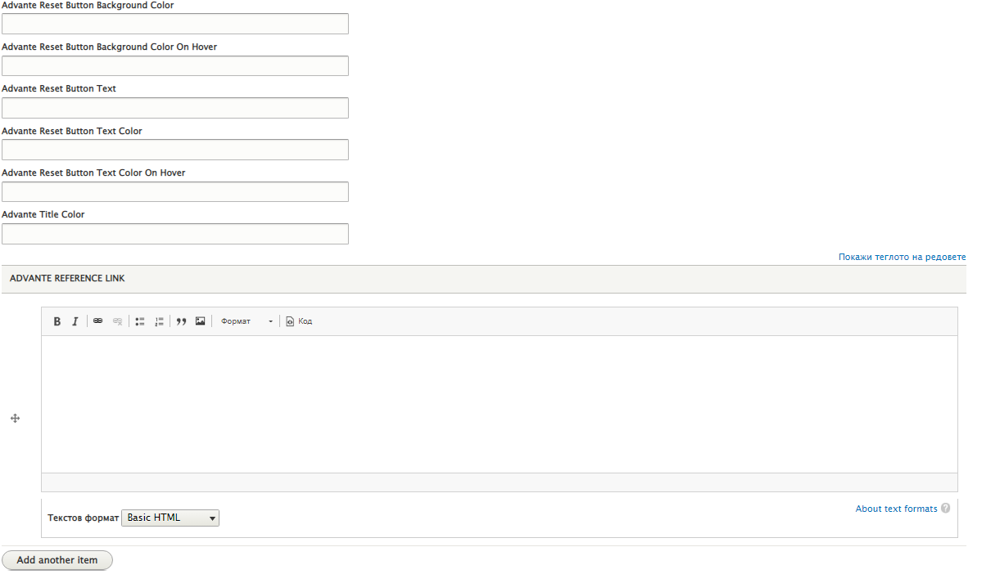 Advante Reset Button Background Color
Advante Reset Button Background Color On Hover
Advante Reset Button Text
Advante Reset Button Text Color
Advante Reset Button Text Color On Hover
Advante Title Color
Покажи теглото на редовете
ADVANTE REFERENCE LINK
B I Формат Код
Текстов формат Basic HTML About text formats ?
Add another item